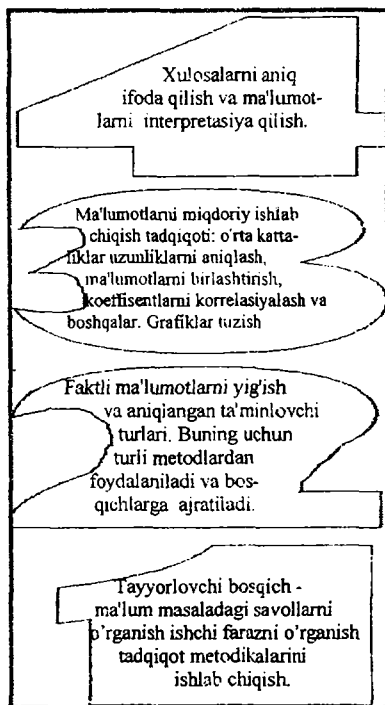 Xulosalarni aniq
ifoda qilish va ma'lumot-
larni interpretasiya qilish.
Ma'lumotlarni miqdoriy ishlab
chiqish tadqiqoti: o'rta katta-
liklar uzunliklarni aniqlash,
ma'lumotlarni birlashtirish,
koeffisentlarni korrelasiyalash va
boshqalar. Grafiklar tuzish
Faktli ma'lumotlarni yig'ish
va aniqlangan ta'minlovchi
turlari. Buning uchun
turli metodlardan
foydalaniladi va bos-
qichlarga ajratiladi.
Tayyorlovchi bosqich -
ma'lum masaladagi savollarni
o'rganish ishchi farazni o'rganish
tadqiqot metodikalarini
ishlab chiqish.